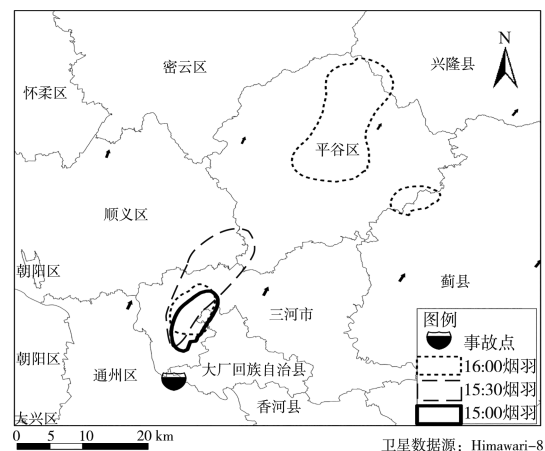 密云区
兴隆县
N
怀柔区
平谷区
顺义区
朝阳区
蓟县
三河市
图例
事故点
16:00烟羽
15:30烟羽
15:00烟羽
朝阳区
通州区
大厂回族自治县
香河县
大兴区
0 5 10 20 km
卫星数据源：Himawari-8